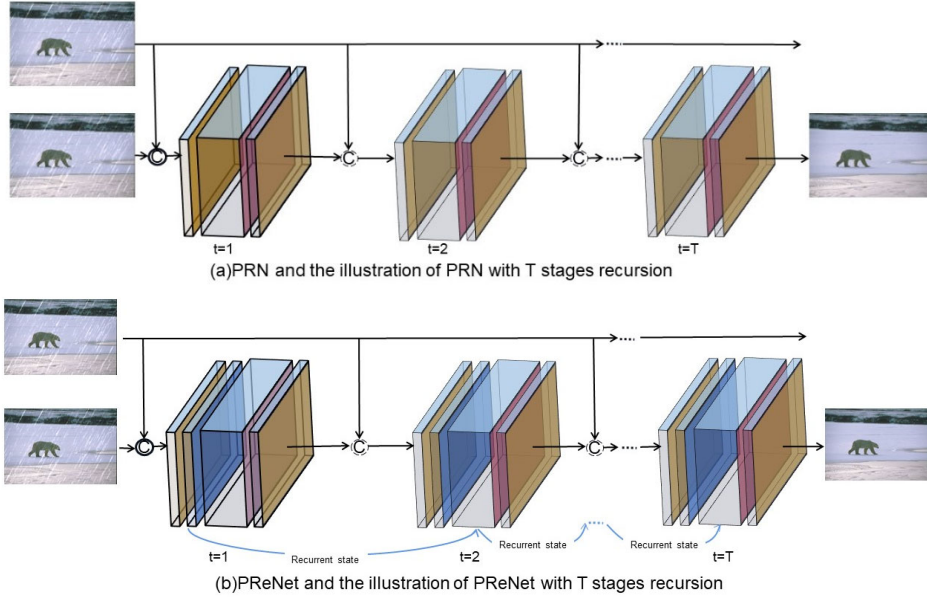 C C C
t=1 t=2 t=T
(a)PRN and the illustration of PRN with T stages recursion
C C C
t=1 Recurrent state t=2 Recurrent state Recurrent state t=T
(b)PReNet and the illustration of PReNet with T stages recursion